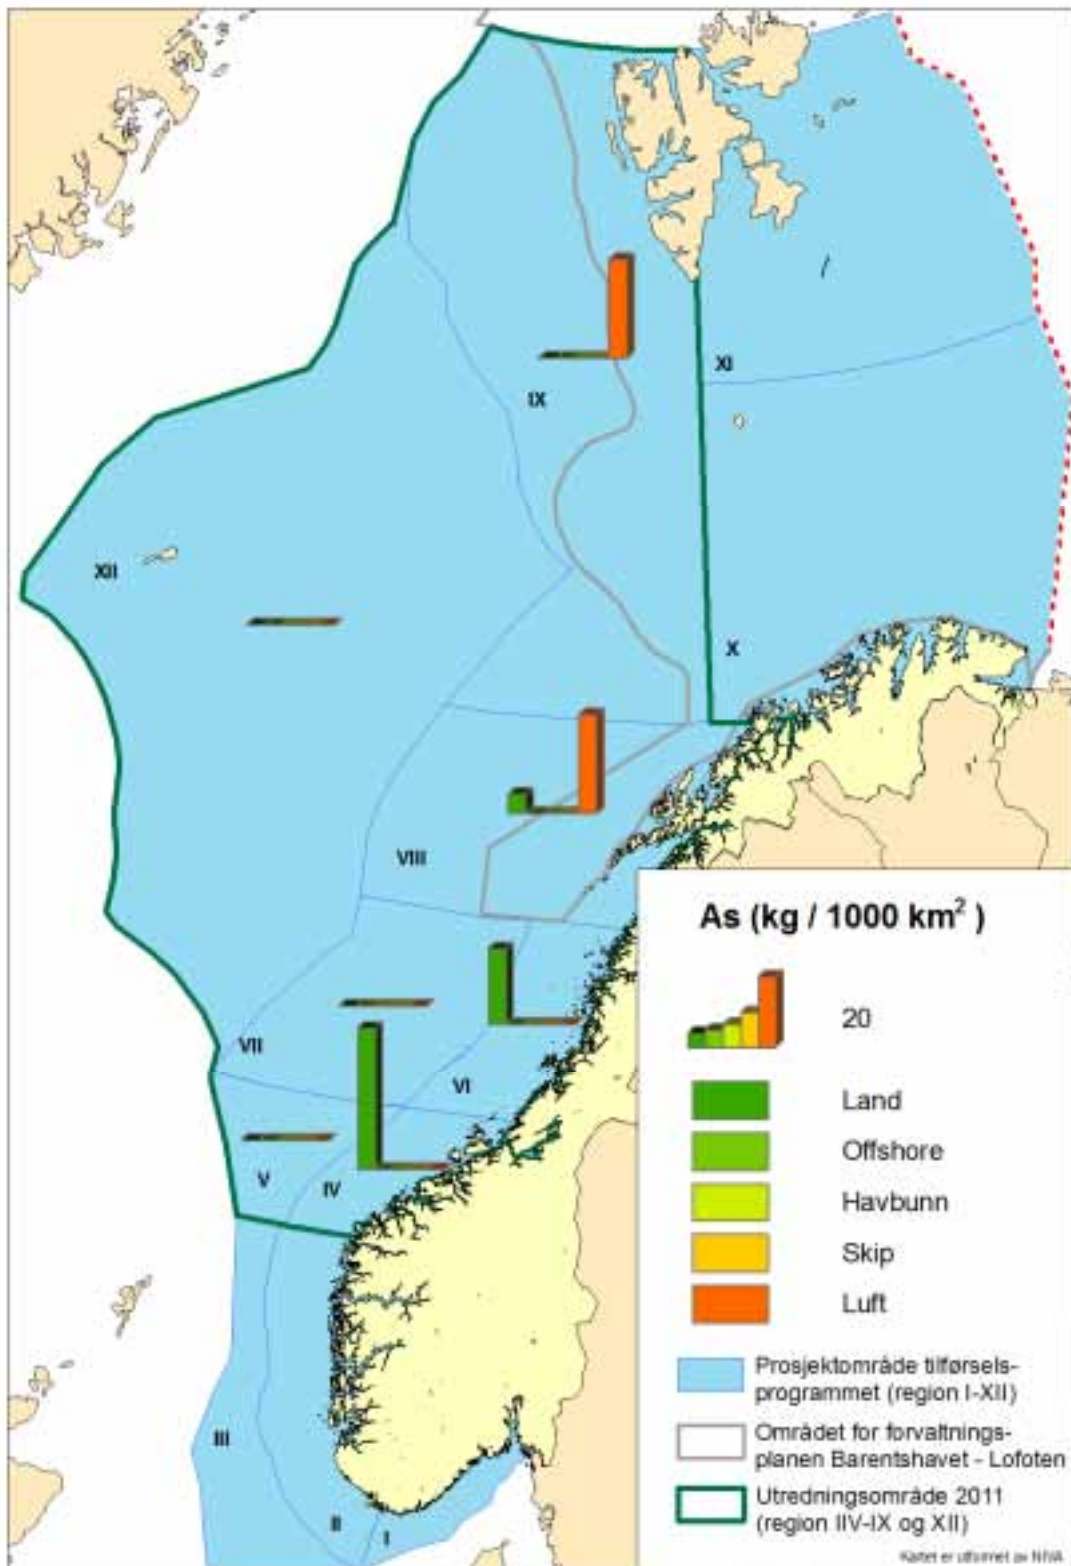 XI
IX
XII
X
VIII
VII
VI
V
IV
III
II
I
As (kg / 1000 km² )
20
Land
Offshore
Havbunn
Skip
Luft
Prosjektområde tilførsels-
programmet (region I-XII)
Området for forvaltnings-
planen Barentshavet - Lofoten
Utredningsområde 2011
(region IIV-IX og XII)
Kartet er utformet av NIVA